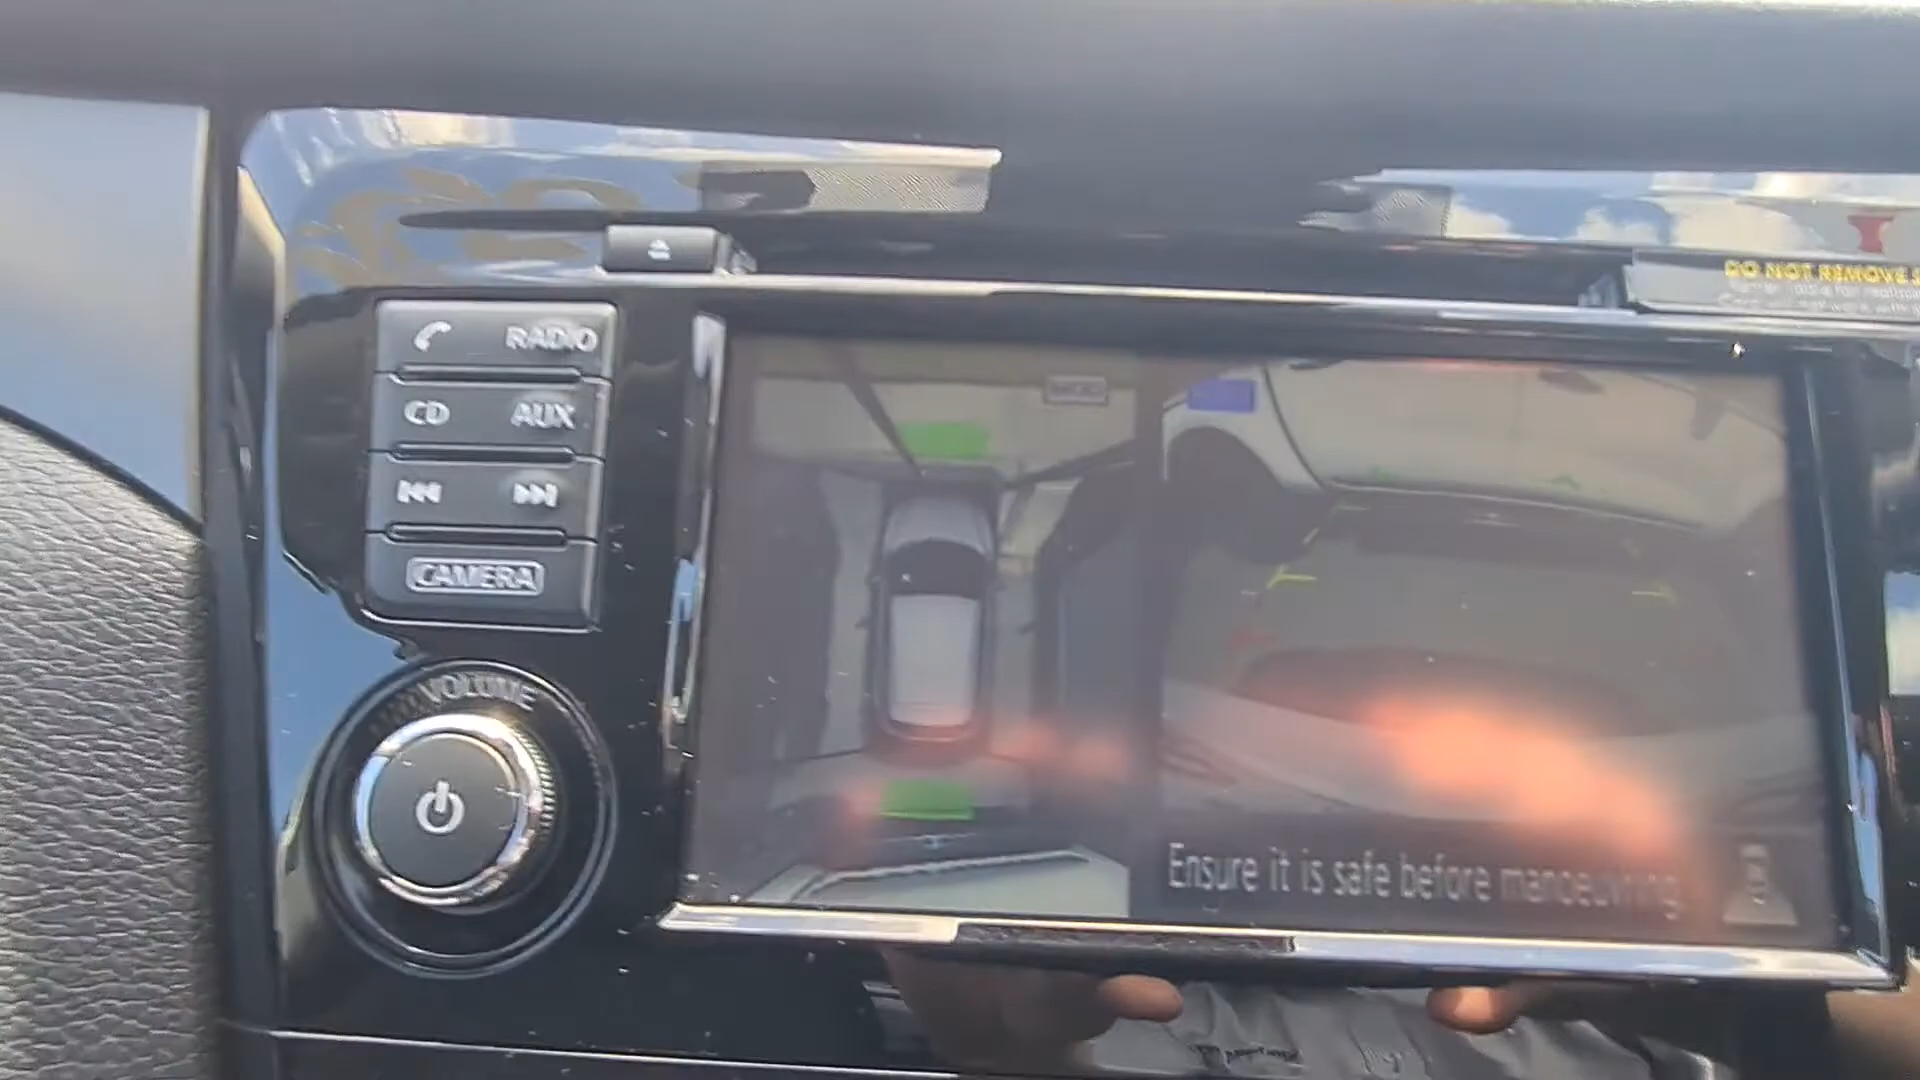 DO NOT REMOVE
RADIO
CD AUX
CAMERA
VOLUME
Ensure it is safe before manoeuvring